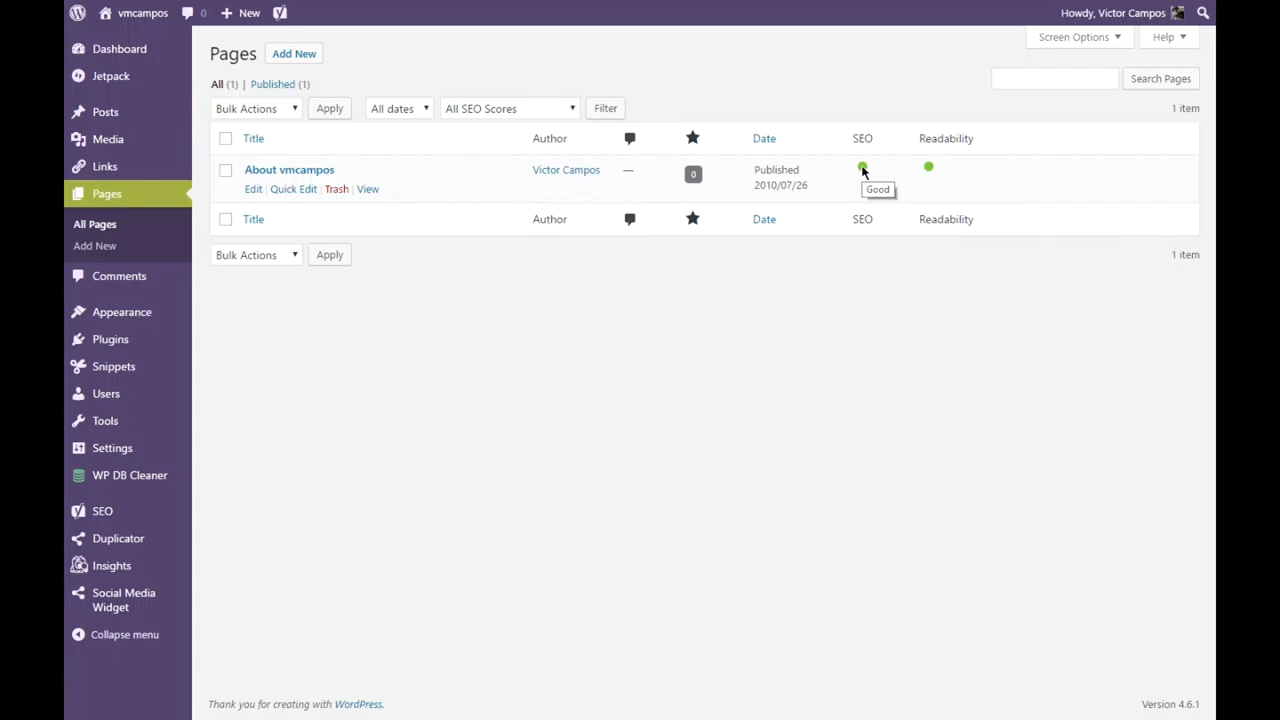 vmcampos 0 New Howdy, Victor Campos
Dashboard
Jetpack
Posts
Media
Links
Pages
All Pages
Add New
Comments
Appearance
Plugins
Snippets
Users
Tools
Settings
WP DB Cleaner
SEO
Duplicator
Insights
Social Media
Widget
Collapse menu
Screen Options ▼ Help ▼
Pages Add New
All (1) | Published (1)
Search Pages
Bulk Actions ▼ Apply All dates ▼ All SEO Scores ▼ Filter 1 item
Title Author Date SEO Readability
About vmcampos Victor Campos — 0 Published
2010/07/26
Edit | Quick Edit | Trash | View
Good
Title Author Date SEO Readability
Bulk Actions ▼ Apply 1 item
Thank you for creating with WordPress. Version 4.6.1